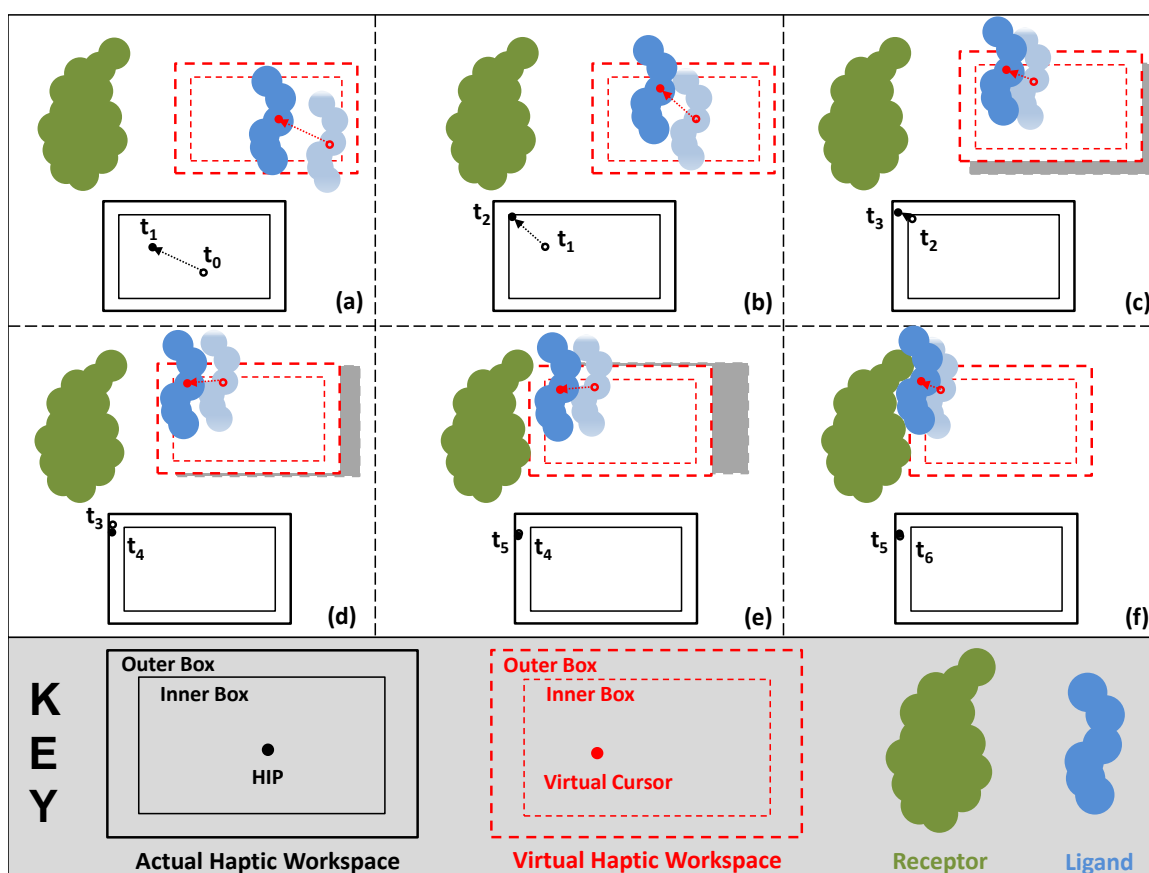 t₁
t₀
(a)
t₂
t₁
(b)
t₃
t₂
(c)
t₃
t₄
(d)
t₅ t₄
(e)
t₅
t₆
(f)
K
E
Y
Outer Box
Inner Box
HIP
Actual Haptic Workspace
Outer Box
Inner Box
Virtual Cursor
Virtual Haptic Workspace
Receptor
Ligand